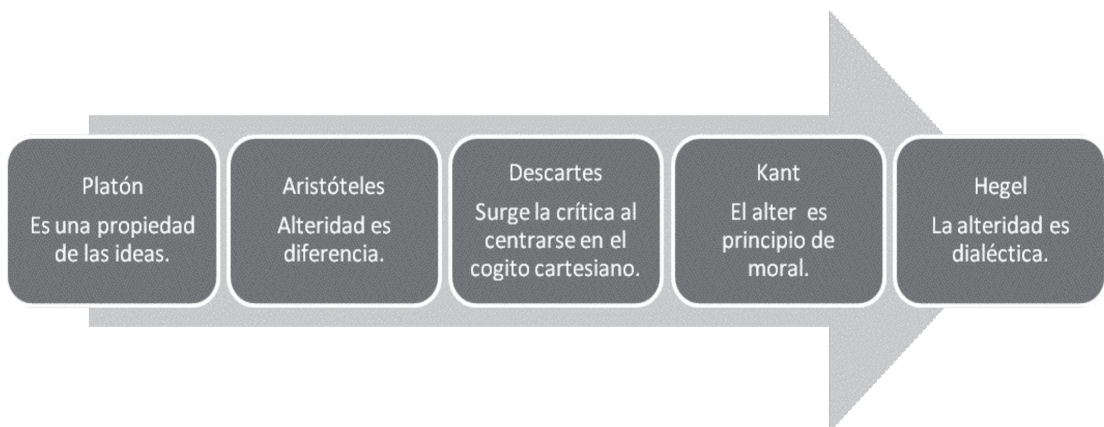 Platón
Es una propiedad
de las ideas.
Aristóteles
Alteridad es
diferencia.
Descartes
Surge la crítica al
centrarse en el
cogito cartesiano.
Kant
El alter es
principio de
moral.
Hegel
La alteridad es
dialéctica.